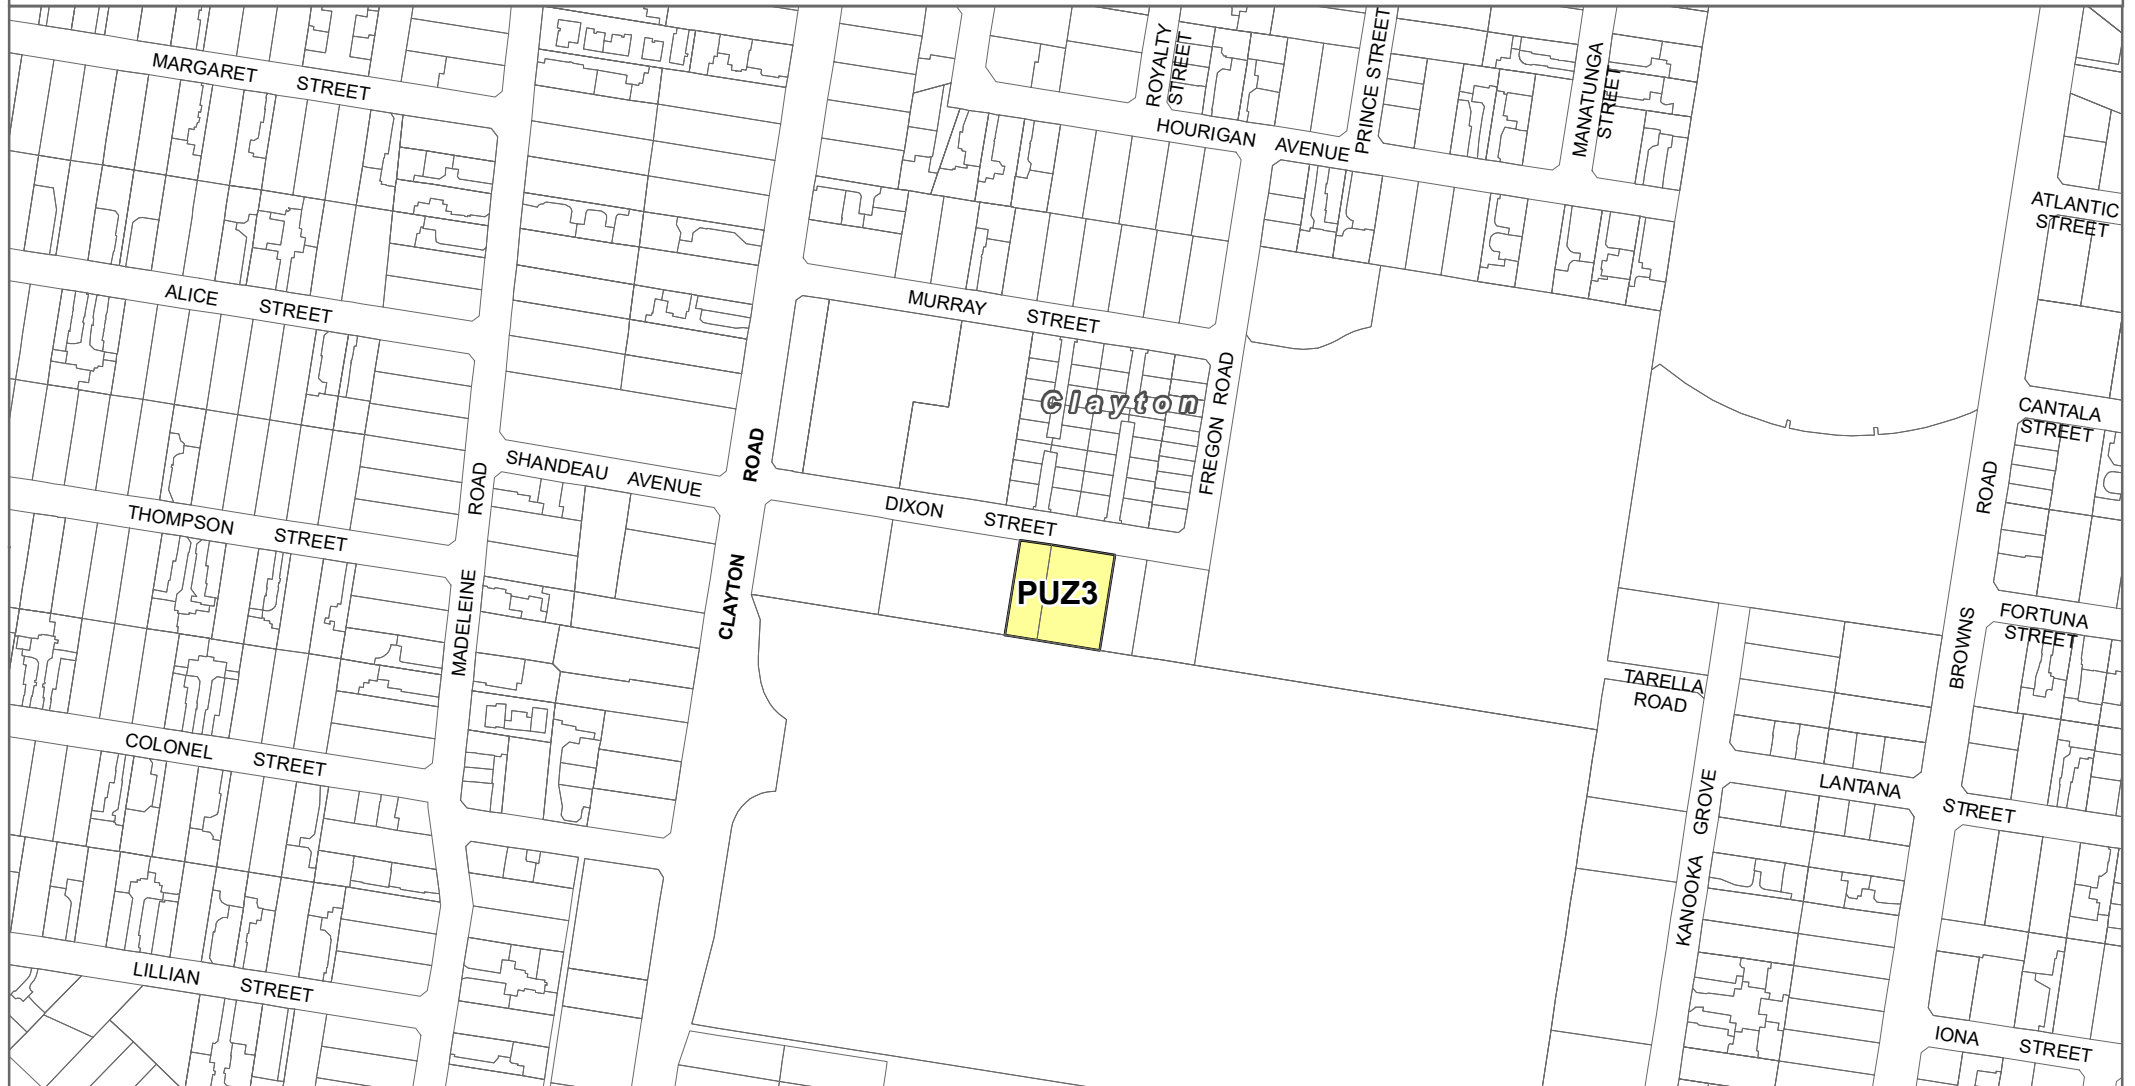 MARGARET STREET
ROYALTY
STREET
PRINCE STREET
MANATUNGA
STREET
HOURIGAN AVENUE
ATLANTIC
STREET
ALICE STREET
MURRAY STREET
Clayton
FREGON ROAD
CANTALA
STREET
SHANDEAU AVENUE
CLAYTON ROAD
MADELEINE ROAD
DIXON STREET
THOMPSON STREET
PUZ3
BROWNS ROAD
FORTUNA
STREET
TARELLA
ROAD
COLONEL STREET
KANOOKA GROVE
LANTANA STREET
LILLIAN STREET
IONA STREET